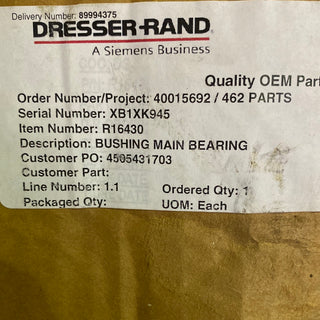 Delivery Number: 89994375
DRESSER-RAND
A Siemens Business
Quality OEM Par
Order Number/Project: 40015692 / 462 PARTS
Serial Number: XB1XK945
Item Number: R16430
Description: BUSHING MAIN BEARING
Customer PO: 4505431703
Customer Part:
Line Number: 1.1 Ordered Qty: 1
Packaged Qty: UOM: Each